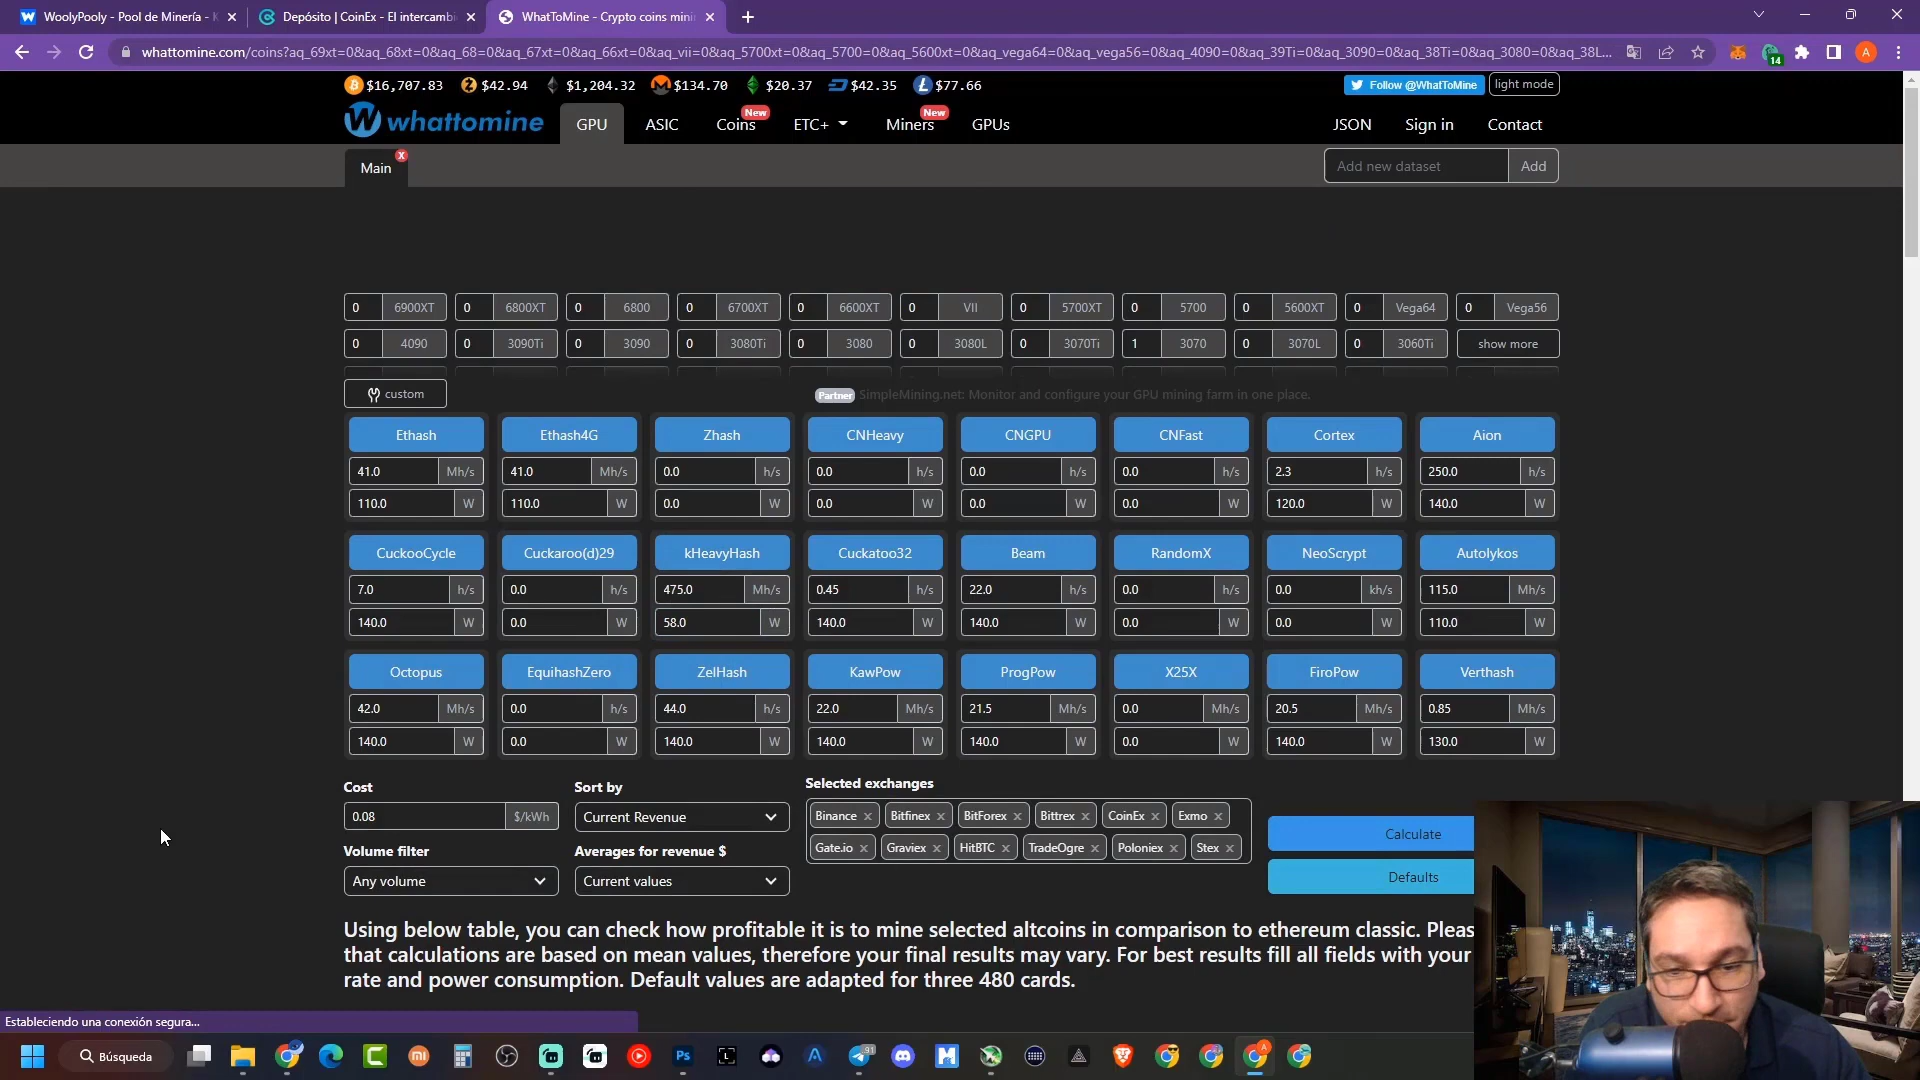 WoolyPooly - Pool de Minería - K
Depósito | CoinEx - El intercambi
WhatToMine - Crypto coins mini
whattomine.com/coins?aq_69xt=0&aq_68xt=0&aq_68=0&aq_67xt=0&aq_66xt=0&aq_vii=0&aq_5700xt=0&aq_5700=0&aq_5600xt=0&aq_vega64=0&aq_vega56=0&aq_4090=0&aq_39Ti=0&aq_3090=0&aq_38Ti=0&aq_3080=0&aq_38L...
14
A
$16,707.83 $42.94 $1,204.32 $134.70 $20.37 $42.35 $77.66
Follow @WhatToMine light mode
whattomine GPU ASIC Coins New ETC+ Miners New GPUs JSON Sign in Contact
Main x
Add new dataset Add
0 6900XT 0 6800XT 0 6800 0 6700XT 0 6600XT 0 VII 0 5700XT 0 5700 0 5600XT 0 Vega64 0 Vega56
0 4090 0 3090Ti 0 3090 0 3080Ti 0 3080 0 3080L 0 3070Ti 1 3070 0 3070L 0 3060Ti show more
custom
Partner SimpleMining.net: Monitor and configure your GPU mining farm in one place.
Ethash Ethash4G Zhash CNHeavy CNGPU CNFast Cortex Aion
41.0 Mh/s 41.0 Mh/s 0.0 h/s 0.0 h/s 0.0 h/s 0.0 h/s 2.3 h/s 250.0 h/s
110.0 W 110.0 W 0.0 W 0.0 W 0.0 W 0.0 W 120.0 W 140.0 W
CuckooCycle Cuckaroo(d)29 kHeavyHash Cuckatoo32 Beam RandomX NeoScrypt Autolykos
7.0 h/s 0.0 h/s 475.0 Mh/s 0.45 h/s 22.0 h/s 0.0 h/s 0.0 kh/s 115.0 Mh/s
140.0 W 0.0 W 58.0 W 140.0 W 140.0 W 0.0 W 0.0 W 110.0 W
Octopus EquihashZero ZelHash KawPow ProgPow X25X FiroPow Verthash
42.0 Mh/s 0.0 h/s 44.0 h/s 22.0 Mh/s 21.5 Mh/s 0.0 Mh/s 20.5 Mh/s 0.85 Mh/s
140.0 W 0.0 W 140.0 W 140.0 W 140.0 W 0.0 W 140.0 W 130.0 W
Cost Sort by Selected exchanges
0.08 $/kWh Current Revenue
Binance Bitfinex BitForex Bittrex CoinEx Exmo
Gate.io Graviex HitBTC TradeOgre Poloniex Stex
Calculate
Volume filter Averages for revenue $
Any volume Current values
Defaults
Using below table, you can check how profitable it is to mine selected altcoins in comparison to ethereum classic. Pleas
that calculations are based on mean values, therefore your final results may vary. For best results fill all fields with your
rate and power consumption. Default values are adapted for three 480 cards.
Estableciendo una conexión segura...
Búsqueda
91